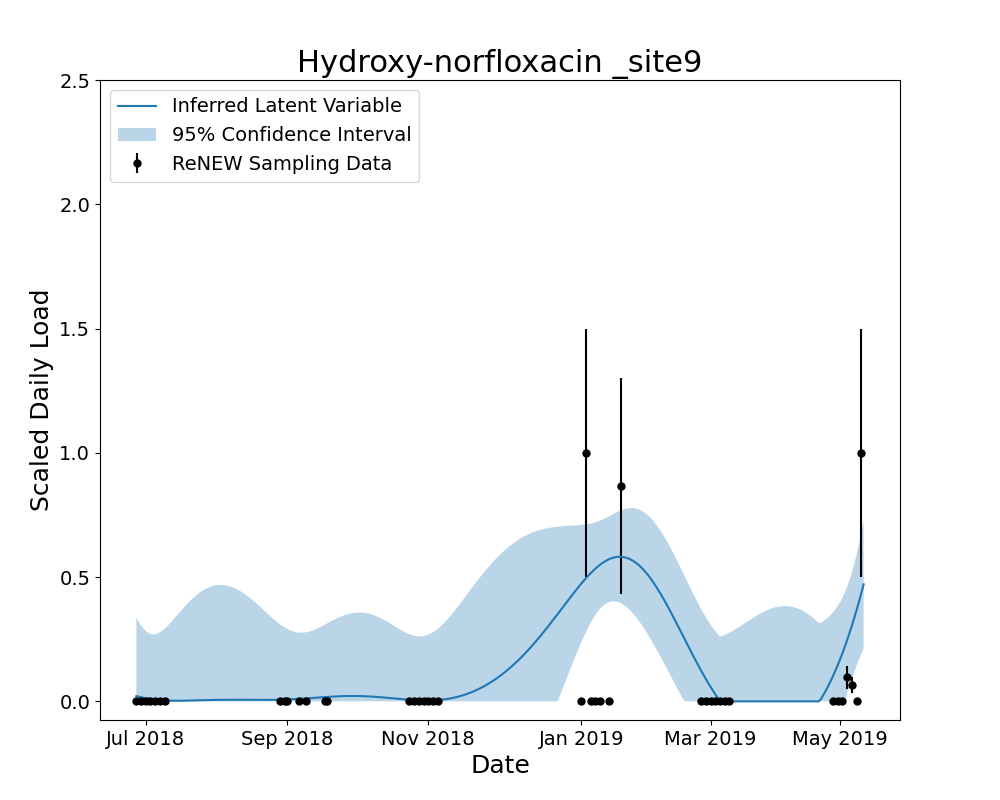 Hydroxy-norfloxacin _site9
2.5
Inferred Latent Variable
95% Confidence Interval
ReNEW Sampling Data
2.0
1.5
1.0
0.5
0.0
Scaled Daily Load
Jul 2018 Sep 2018 Nov 2018 Jan 2019 Mar 2019 May 2019
Date